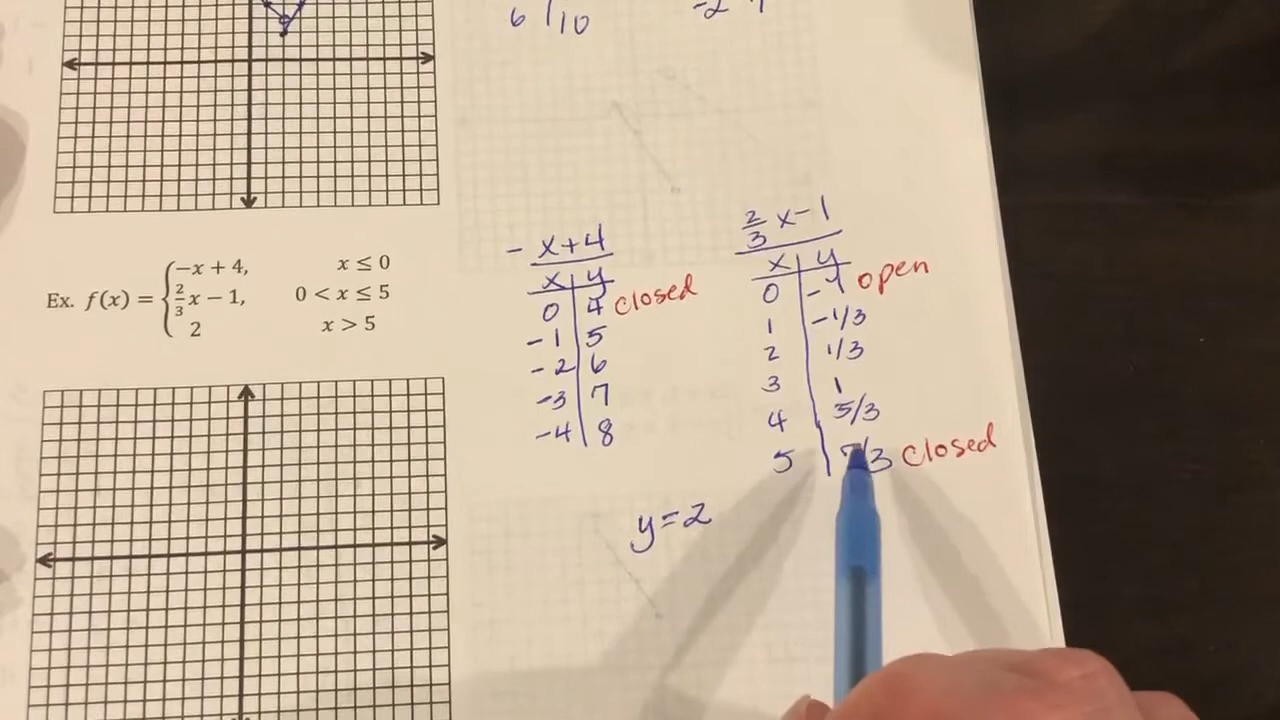 6 10 -2
Ex. f(x) = { -x + 4, x ≤ 0
2/3 x - 1, 0 < x ≤ 5
2 x > 5
-x+4
x y
0 4 closed
-1 5
-2 6
-3 7
-4 8
2/3 x-1
x y
0 -1 open
1 -1/3
2 1/3
3 1
4 5/3
5 7/3 closed
y=2